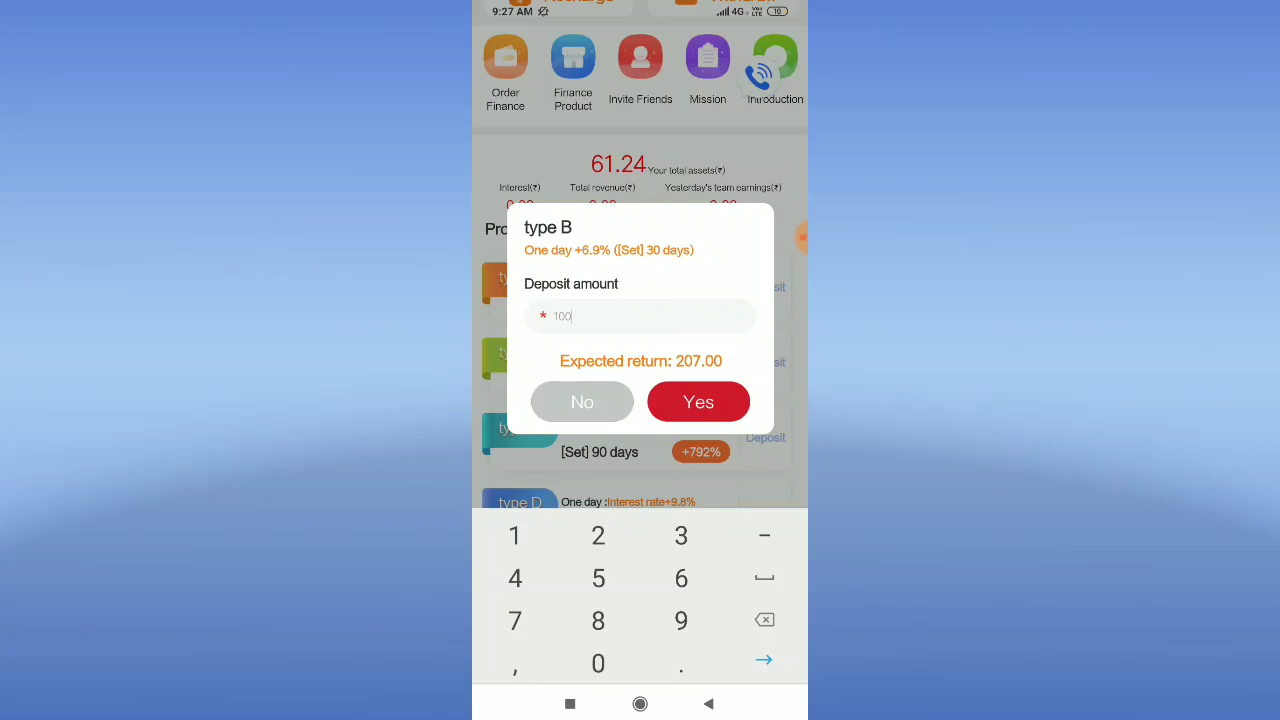 9:27 AM
4G+ Vo) LTE 10
Order Finance
Finance Product
Invite Friends
Mission
Introduction
61.24 Your total assets(₹)
Interest(₹) Total revenue(₹) Yesterday's team earnings(₹)
Pro
type B
One day +6.9% ([Set] 30 days)
Deposit amount
* 100
Expected return: 207.00
No Yes
Deposit
[Set] 90 days +792%
type D One day :Interest rate+9.8%
1 2 3 -
4 5 6
7 8 9
, 0 .